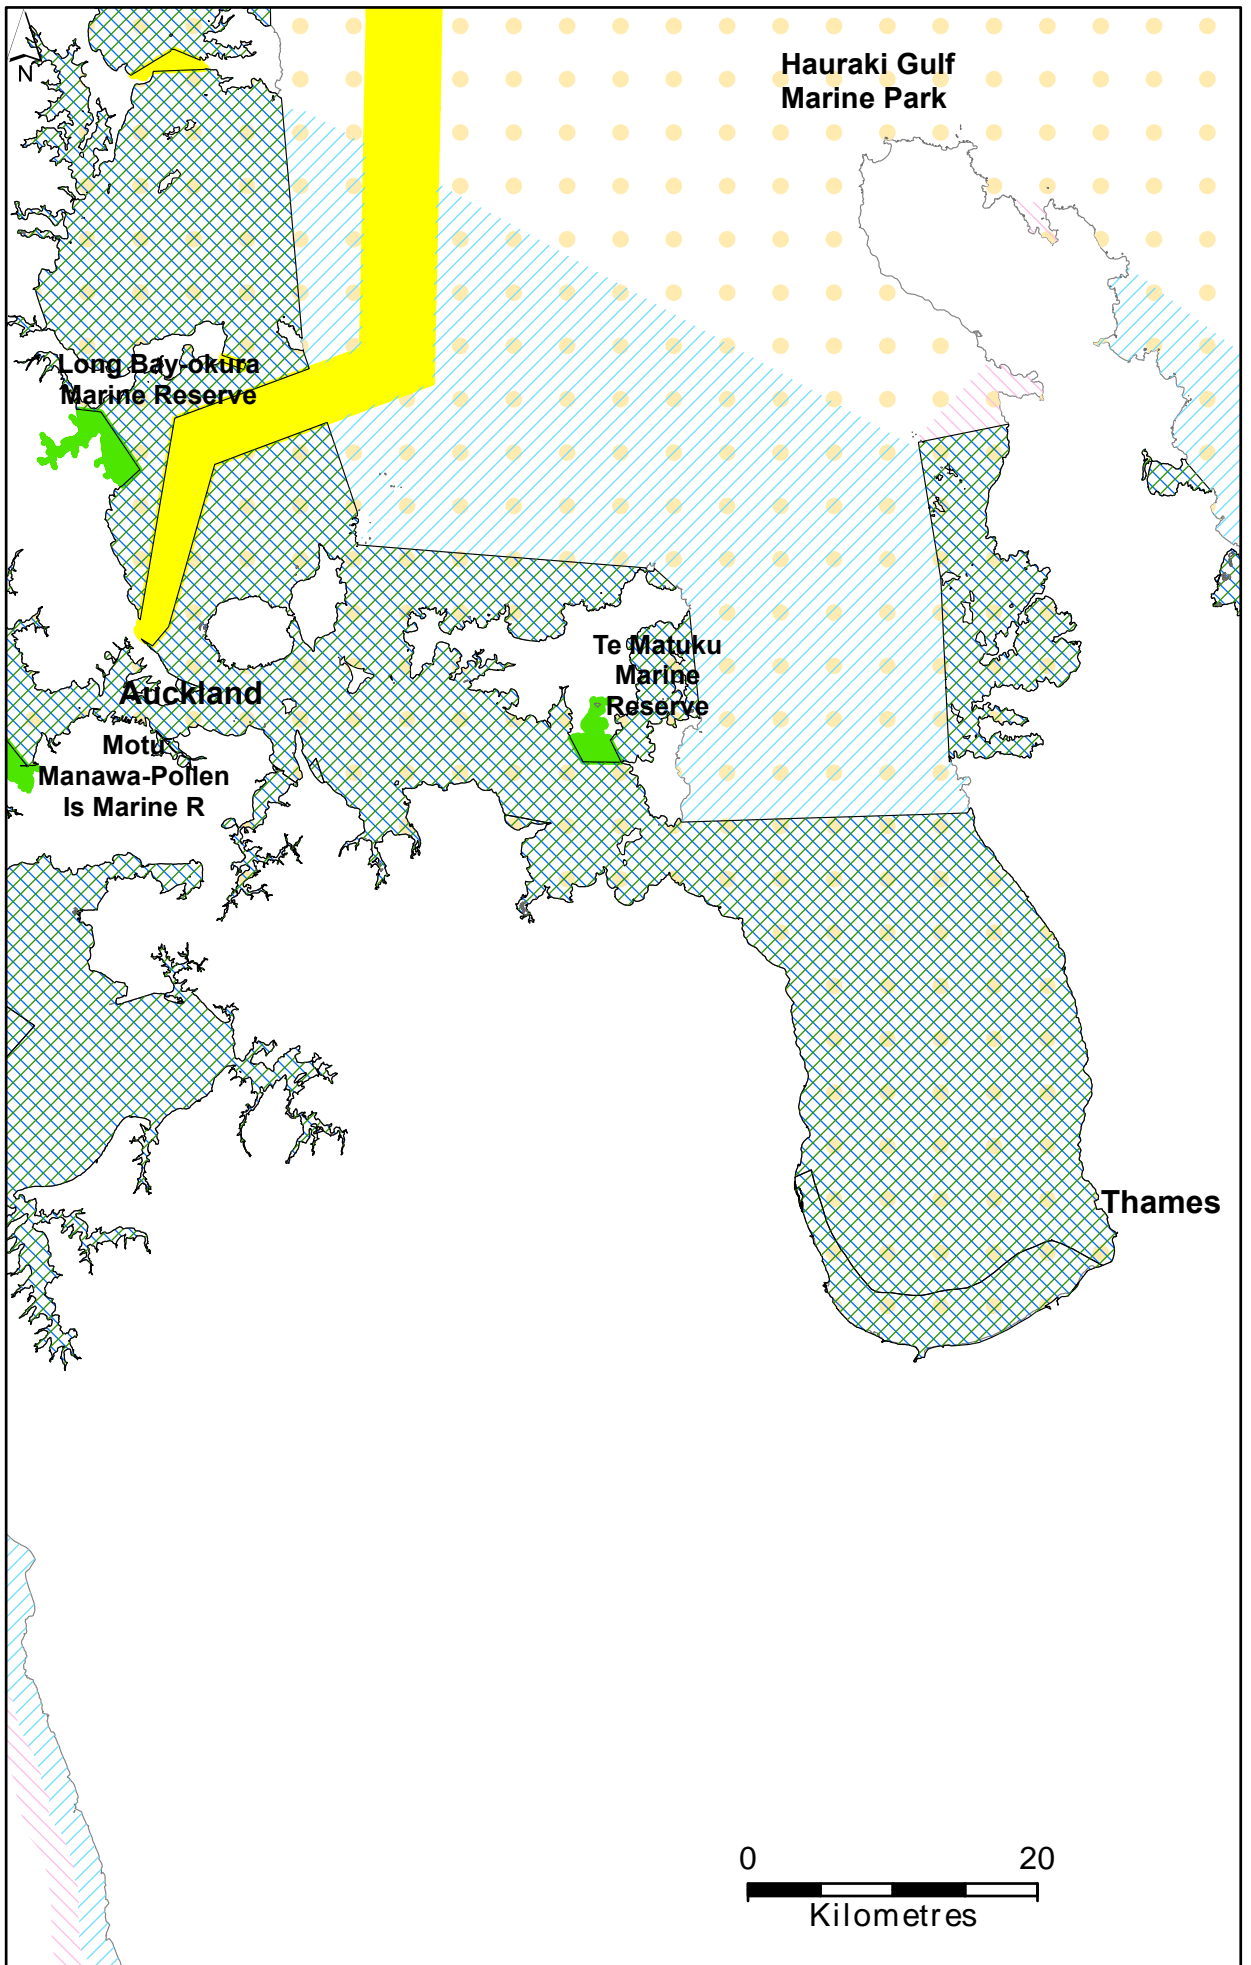 N
Hauraki Gulf
Marine Park
Long Bay-okura
Marine Reserve
Te Matuku
Marine
Reserve
Auckland
Motu
Manawa-Pollen
Is Marine R
Thames
0 20
Kilometres